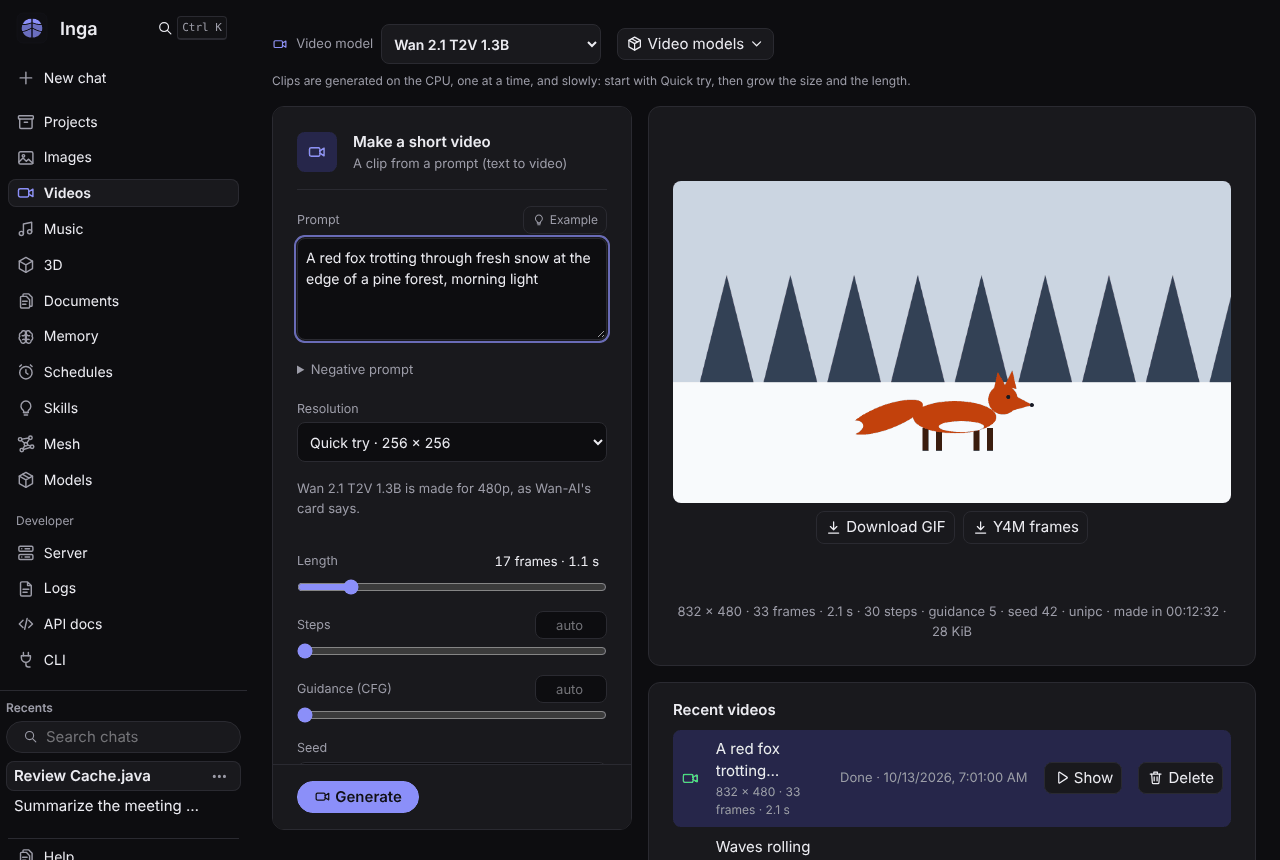 Inga
Ctrl K
New chat
Projects
Images
Videos
Music
3D
Documents
Memory
Schedules
Skills
Mesh
Models
Developer
Server
Logs
API docs
CLI
Recents
Search chats
Review Cache.java
Summarize the meeting ...
Help
Video model
Wan 2.1 T2V 1.3B
Video models
Clips are generated on the CPU, one at a time, and slowly: start with Quick try, then grow the size and the length.
Make a short video
A clip from a prompt (text to video)
Prompt
Example
A red fox trotting through fresh snow at the
edge of a pine forest, morning light
Negative prompt
Resolution
Quick try · 256 × 256
Wan 2.1 T2V 1.3B is made for 480p, as Wan-AI's
card says.
Length
17 frames · 1.1 s
Steps
auto
Guidance (CFG)
auto
Seed
Generate
Download GIF
Y4M frames
832 × 480 · 33 frames · 2.1 s · 30 steps · guidance 5 · seed 42 · unipc · made in 00:12:32 ·
28 KiB
Recent videos
A red fox
trotting...
832 × 480 · 33
frames · 2.1 s
Done · 10/13/2026, 7:01:00 AM
Show
Delete
Waves rolling